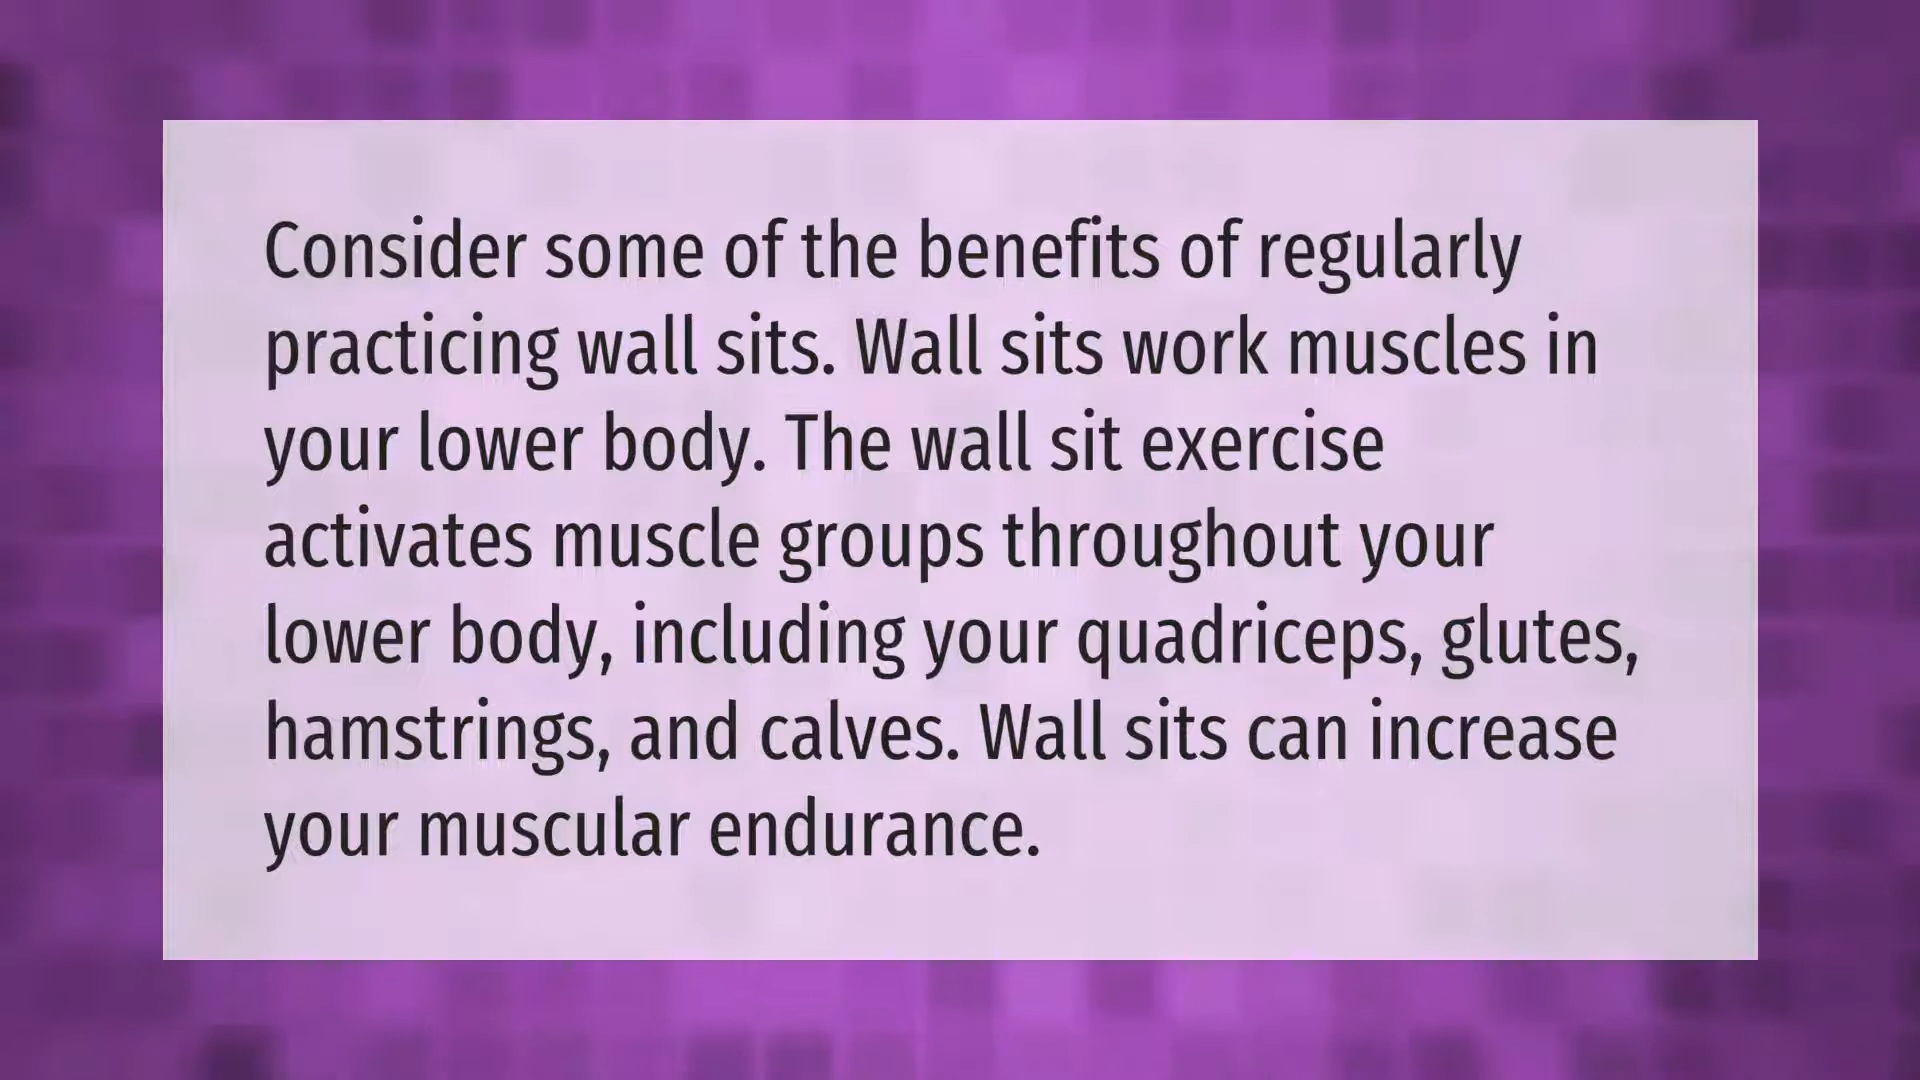 Consider some of the benefits of regularly
practicing wall sits. Wall sits work muscles in
your lower body. The wall sit exercise
activates muscle groups throughout your
lower body, including your quadriceps, glutes,
hamstrings, and calves. Wall sits can increase
your muscular endurance.